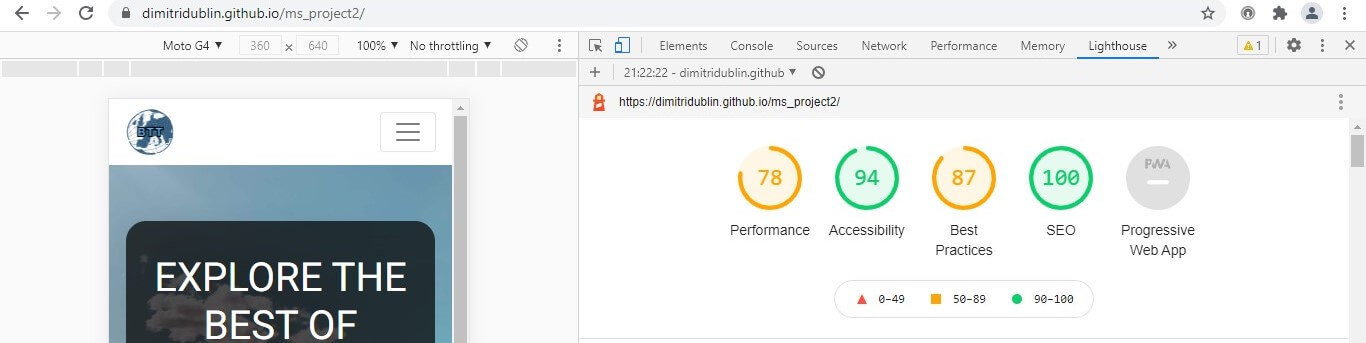 dimitridublin.github.io/ms_project2/
Moto G4 360 × 640 100% No throttling
Elements Console Sources Network Performance Memory Lighthouse 1
21:22:22 - dimitridublin.github
https://dimitridublin.github.io/ms_project2/
BTT
EXPLORE THE
BEST OF
78 94 87 100 PWA
Performance Accessibility Best Practices SEO Progressive Web App
0–49 50–89 90–100